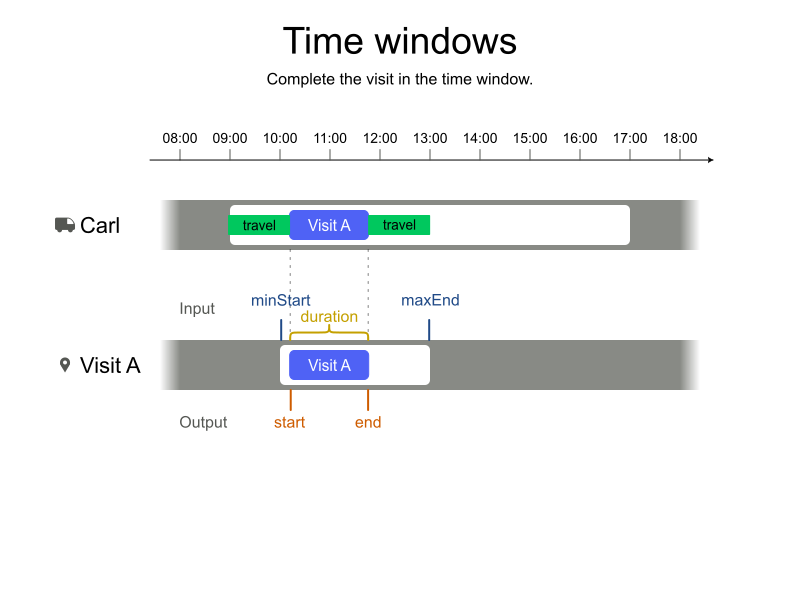 Time windows
Complete the visit in the time window.
08:00 09:00 10:00 11:00 12:00 13:00 14:00 15:00 16:00 17:00 18:00
Carl
travel Visit A travel
Input
minStart
maxEnd
duration
Visit A
Visit A
Output
start
end